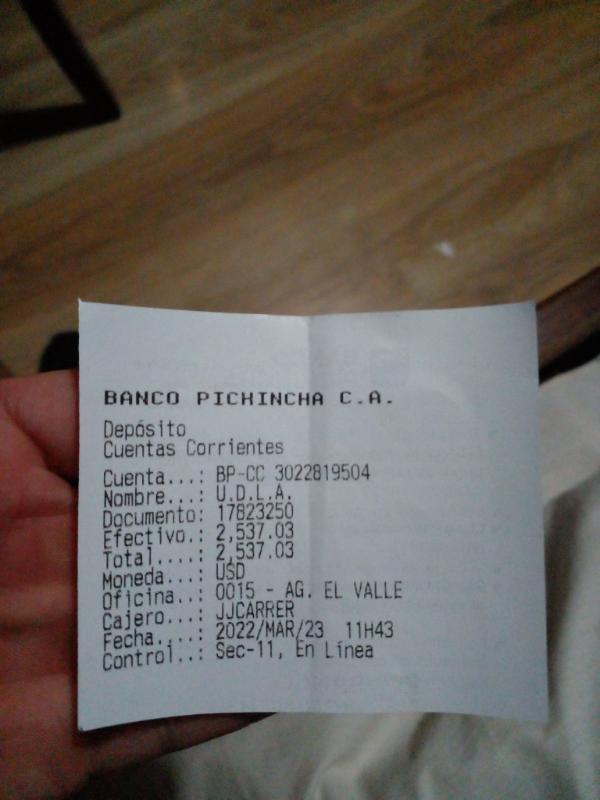 BANCO PICHINCHA C.A.
Depósito
Cuentas Corrientes
Cuenta...: BP-CC 3022819504
Nombre...: U.D.L.A.
Documento: 17823250
Efectivo.: 2,537.03
Total....: 2,537.03
Moneda...: USD
Oficina..: 0015 - AG. EL VALLE
Cajero...: JJCARRER
Fecha....: 2022/MAR/23 11H43
Control..: Sec-11, En Línea